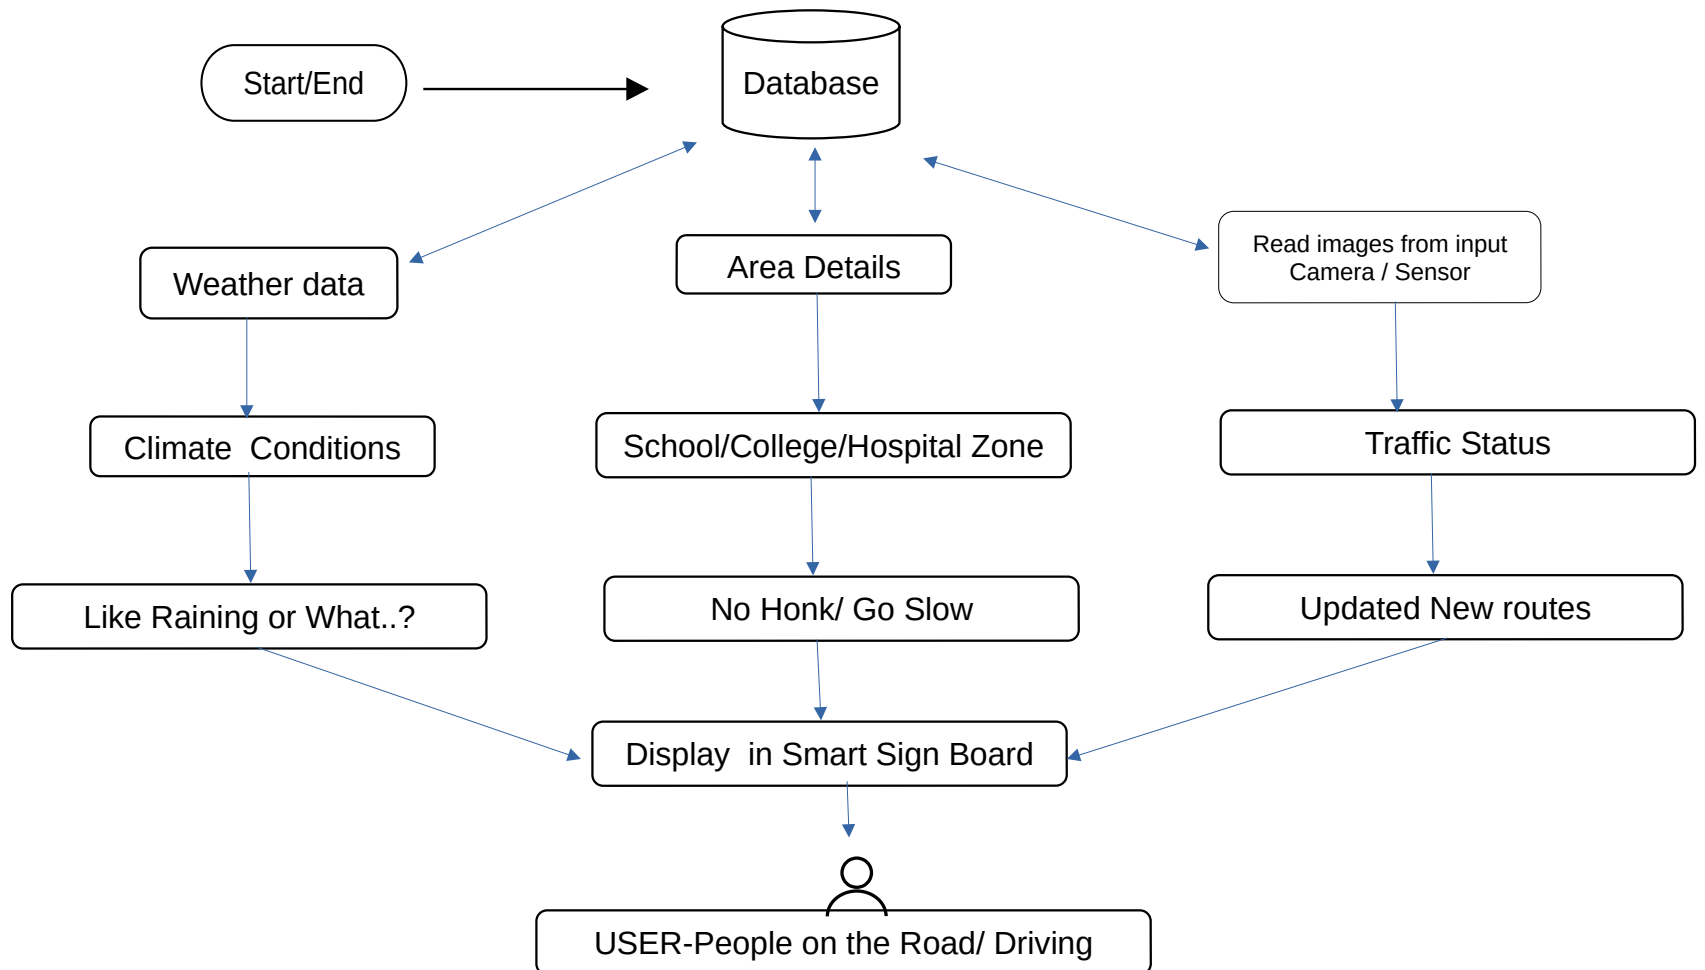 Start/End
Database
Weather data
Area Details
Read images from input
Camera / Sensor
Climate  Conditions
School/College/Hospital Zone
Traffic Status
Like Raining or What..?
No Honk/ Go Slow
Updated New routes
Display  in Smart Sign Board
USER-People on the Road/ Driving